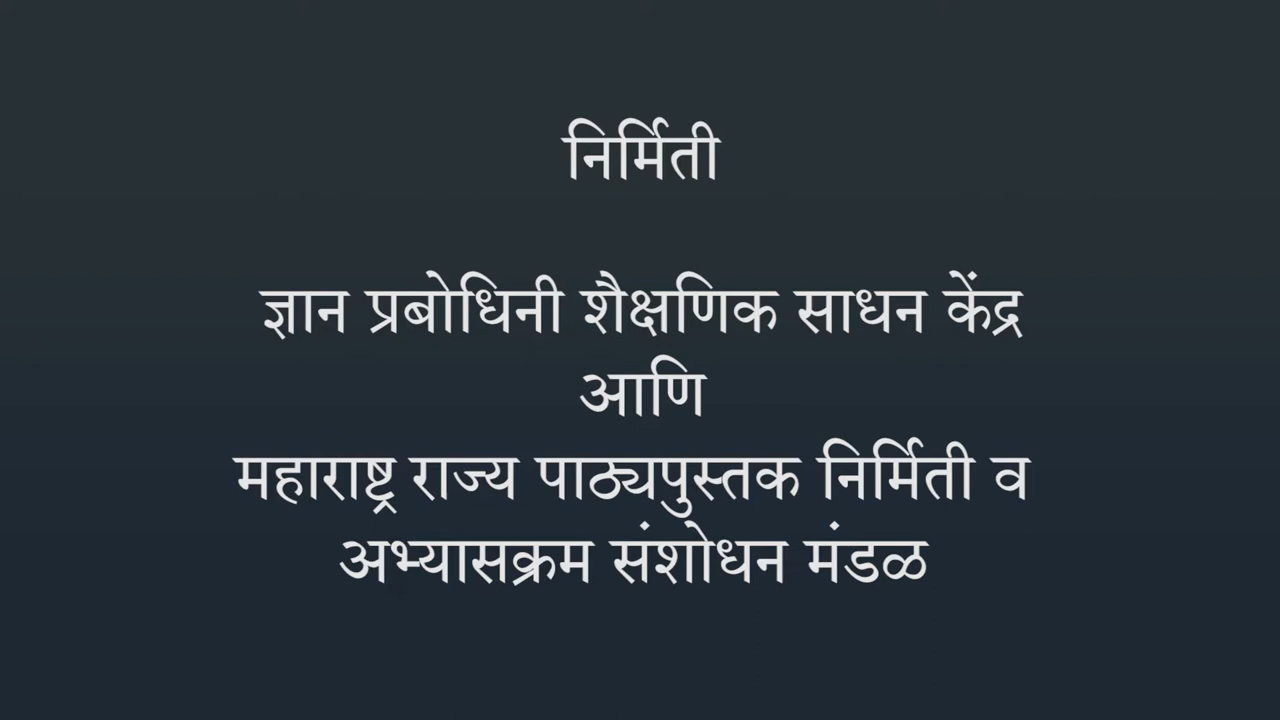 निर्मिती
ज्ञान प्रबोधिनी शैक्षणिक साधन केंद्र
आणि
महाराष्ट्र राज्य पाठ्यपुस्तक निर्मिती व
अभ्यासक्रम संशोधन मंडळ